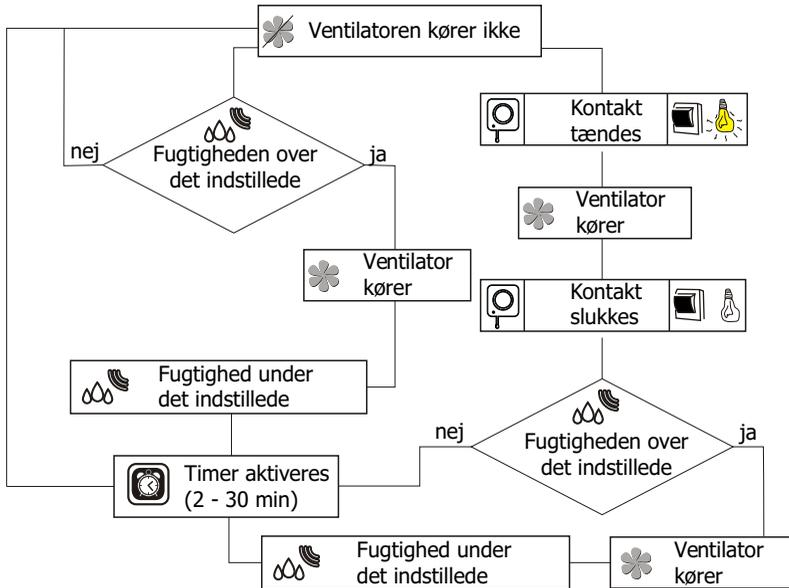 Ventilatoren kører ikke
Kontakt
tændes
nej
Fugtigheden over
det indstillede
ja
Ventilator
kører
Ventilator
kører
Kontakt
slukkes
Fugtighed under
det indstillede
nej
Fugtigheden over
det indstillede
ja
Timer aktiveres
(2 - 30 min)
Fugtighed under
det indstillede
Ventilator
kører